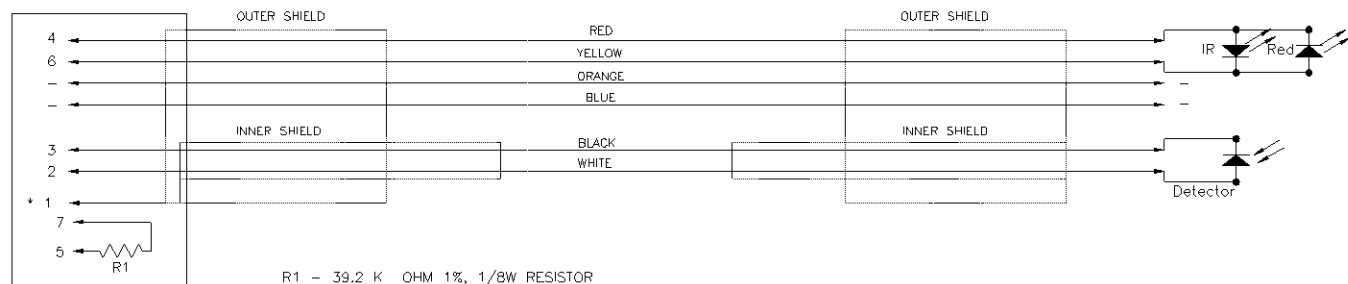 OUTER SHIELD OUTER SHIELD
4 RED
IR Red
6 YELLOW
– ORANGE –
– BLUE –
INNER SHIELD INNER SHIELD
3 BLACK
2 WHITE
Detector
* 1
7
5
R1
R1 – 39.2 K OHM 1%, 1/8W RESISTOR